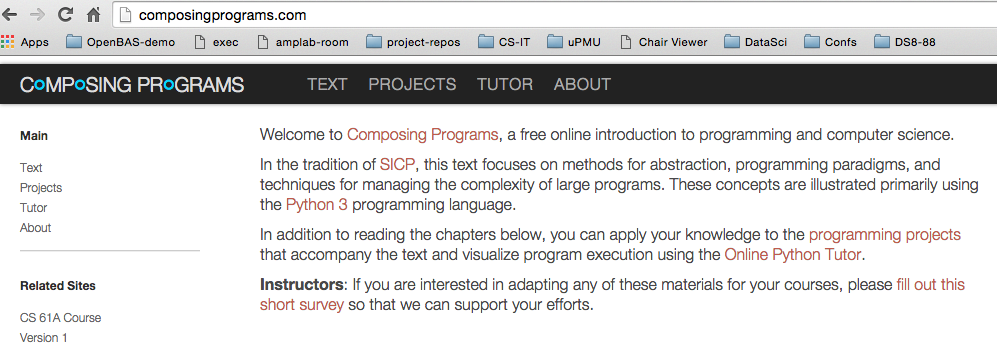 composingprograms.com
Apps OpenBAS-demo exec amplab-room project-repos CS-IT uPMU Chair Viewer DataSci Confs DS8-88
COMPOSING PROGRAMS TEXT PROJECTS TUTOR ABOUT
Main
Text
Projects
Tutor
About
Related Sites
CS 61A Course
Version 1
Welcome to Composing Programs, a free online introduction to programming and computer science.
In the tradition of SICP, this text focuses on methods for abstraction, programming paradigms, and
techniques for managing the complexity of large programs. These concepts are illustrated primarily using
the Python 3 programming language.
In addition to reading the chapters below, you can apply your knowledge to the programming projects
that accompany the text and visualize program execution using the Online Python Tutor.
Instructors: If you are interested in adapting any of these materials for your courses, please fill out this
short survey so that we can support your efforts.